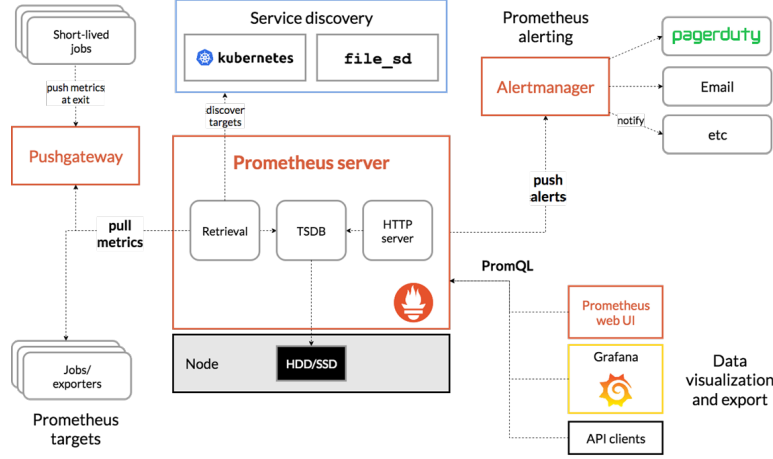 Short-lived
jobs
push metrics
at exit
Pushgateway
pull
metrics
Jobs/
exporters
Prometheus
targets
Service discovery
kubernetes
file_sd
discover
targets
Prometheus server
Retrieval
TSDB
HTTP
server
Node
HDD/SSD
Prometheus
alerting
Alertmanager
pagerduty
Email
notify
etc
push
alerts
PromQL
Prometheus
web UI
Grafana
API clients
Data
visualization
and export